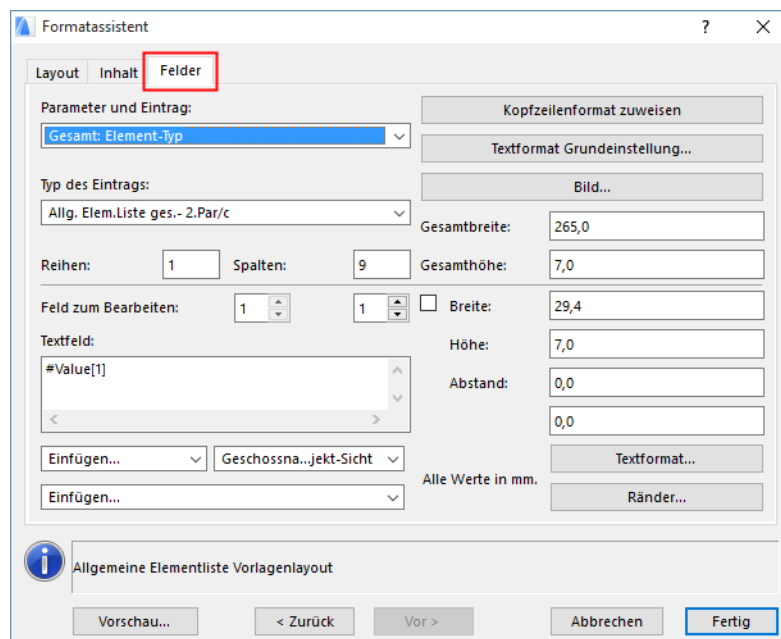 Formatassistent
Layout Inhalt Felder
Parameter und Eintrag:
Gesamt: Element-Typ
Kopfzeilenformat zuweisen
Textformat Grundeinstellung...
Typ des Eintrags:
Bild...
Allg. Elem.Liste ges.- 2.Par/c
Gesamtbreite: 265,0
Reihen: 1 Spalten: 9 Gesamthöhe: 7,0
Feld zum Bearbeiten: 1 1 Breite: 29,4
Textfeld:
Höhe: 7,0
#Value[1]
Abstand: 0,0
0,0
Einfügen... Geschossna...jekt-Sicht
Textformat...
Alle Werte in mm.
Einfügen...
Ränder...
Allgemeine Elementliste Vorlagenlayout
Vorschau... < Zurück Vor > Abbrechen Fertig